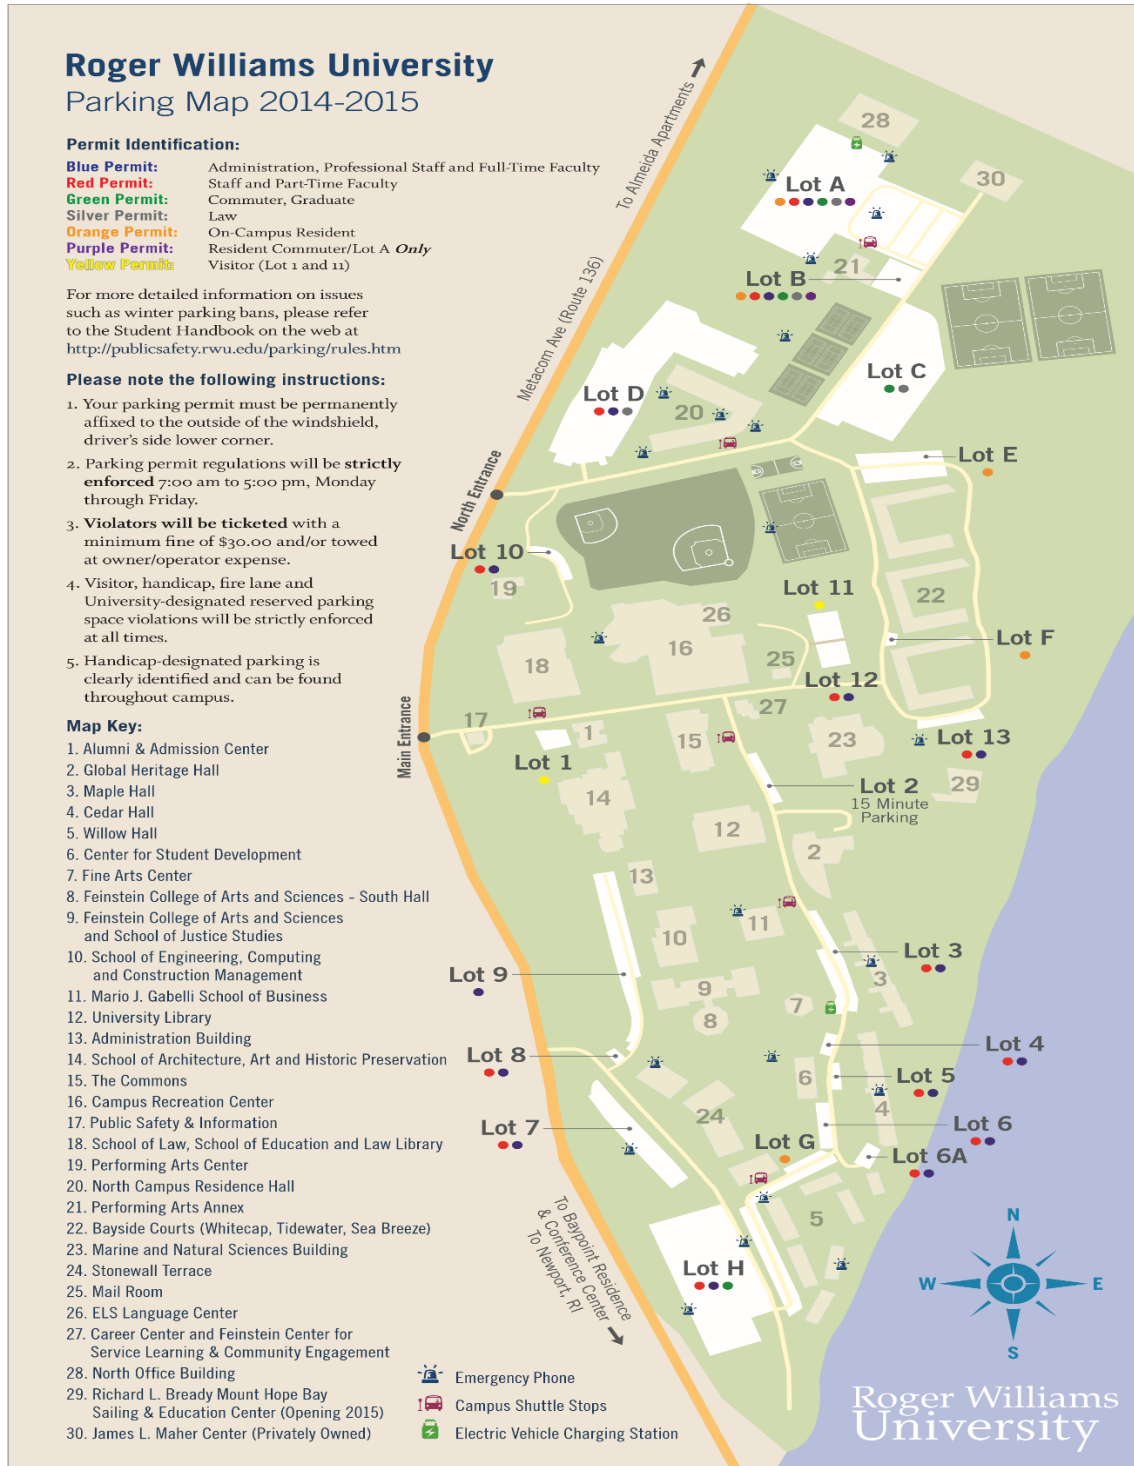 Roger Williams University
Parking Map 2014-2015
Permit Identification:
Blue Permit: Administration, Professional Staff and Full-Time Faculty
Red Permit: Staff and Part-Time Faculty
Green Permit: Commuter, Graduate
Silver Permit: Law
Orange Permit: On-Campus Resident
Purple Permit: Resident Commuter/Lot A Only
Yellow Permit: Visitor (Lot 1 and 11)
For more detailed information on issues
such as winter parking bans, please refer
to the Student Handbook on the web at
http://publicsafety.rwu.edu/parking/rules.htm
Please note the following instructions:
1. Your parking permit must be permanently
affixed to the outside of the windshield,
driver's side lower corner.
2. Parking permit regulations will be strictly
enforced 7:00 am to 5:00 pm, Monday
through Friday.
3. Violators will be ticketed with a
minimum fine of $30.00 and/or towed
at owner/operator expense.
4. Visitor, handicap, fire lane and
University-designated reserved parking
space violations will be strictly enforced
at all times.
5. Handicap-designated parking is
clearly identified and can be found
throughout campus.
Map Key:
1. Alumni & Admission Center
2. Global Heritage Hall
3. Maple Hall
4. Cedar Hall
5. Willow Hall
6. Center for Student Development
7. Fine Arts Center
8. Feinstein College of Arts and Sciences - South Hall
9. Feinstein College of Arts and Sciences
and School of Justice Studies
10. School of Engineering, Computing
and Construction Management
11. Mario J. Gabelli School of Business
12. University Library
13. Administration Building
14. School of Architecture, Art and Historic Preservation
15. The Commons
16. Campus Recreation Center
17. Public Safety & Information
18. School of Law, School of Education and Law Library
19. Performing Arts Center
20. North Campus Residence Hall
21. Performing Arts Annex
22. Bayside Courts (Whitecap, Tidewater, Sea Breeze)
23. Marine and Natural Sciences Building
24. Stonewall Terrace
25. Mail Room
26. ELS Language Center
27. Career Center and Feinstein Center for
Service Learning & Community Engagement
28. North Office Building
29. Richard L. Bready Mount Hope Bay
Sailing & Education Center (Opening 2015)
30. James L. Maher Center (Privately Owned)
To Almeida Apartments
Metacom Ave (Route 136)
North Entrance
Main Entrance
28
Lot A
30
21
Lot B
Lot C
Lot D
20
Lot E
Lot 10
19
22
Lot 11
26
16
18
25
Lot F
Lot 12
27
17
1
15
23
Lot 13
Lot 1
29
Lot 2
15 Minute
Parking
14
12
2
13
11
10
Lot 3
3
Lot 9
9
7
8
Lot 4
Lot 8
6
Lot 5
4
24
Lot 6
Lot 7
Lot G
Lot 6A
5
Lot H
To Baypoint Residence
& Conference Center
To Newport, RI
N
W
E
S
Emergency Phone
Campus Shuttle Stops
Electric Vehicle Charging Station
Roger Williams
University